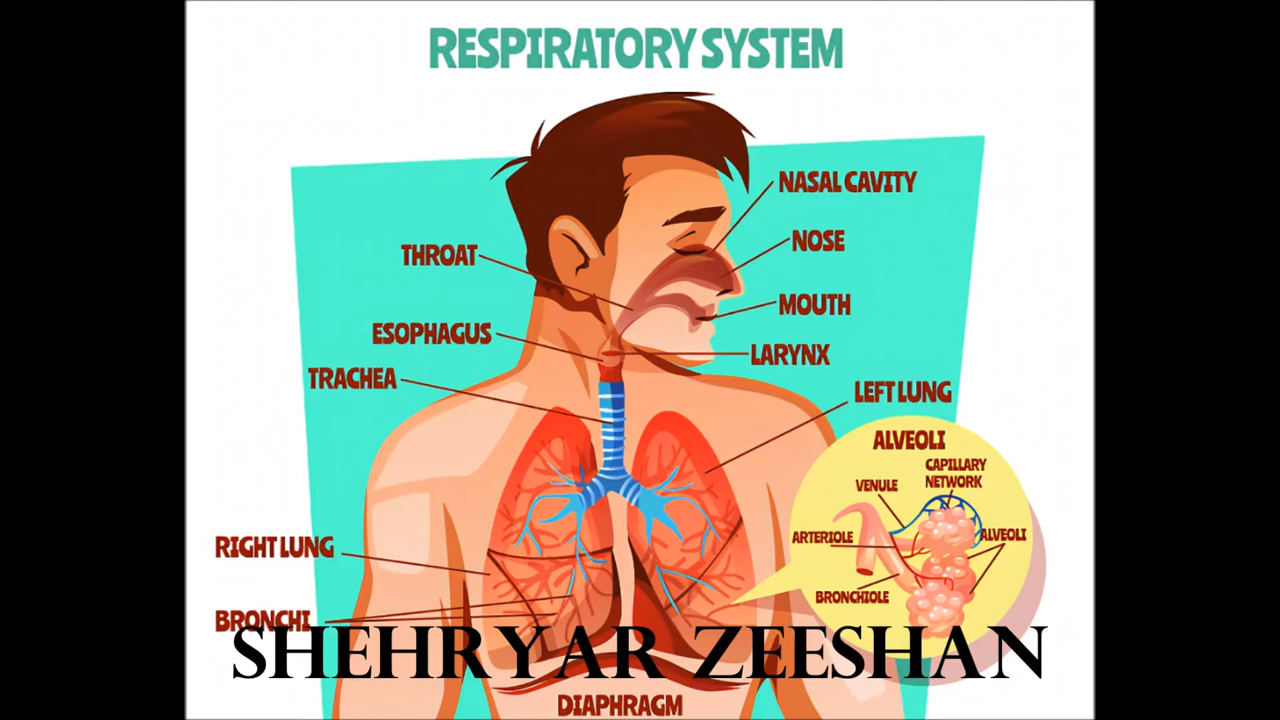 RESPIRATORY SYSTEM
NASAL CAVITY
THROAT
NOSE
MOUTH
ESOPHAGUS
LARYNX
TRACHEA
LEFT LUNG
ALVEOLI
CAPILLARY
NETWORK
VENULE
ARTERIOLE
ALVEOLI
BRONCHIOLE
RIGHT LUNG
BRONCHI
SHEHRYAR ZEESHAN
DIAPHRAGM